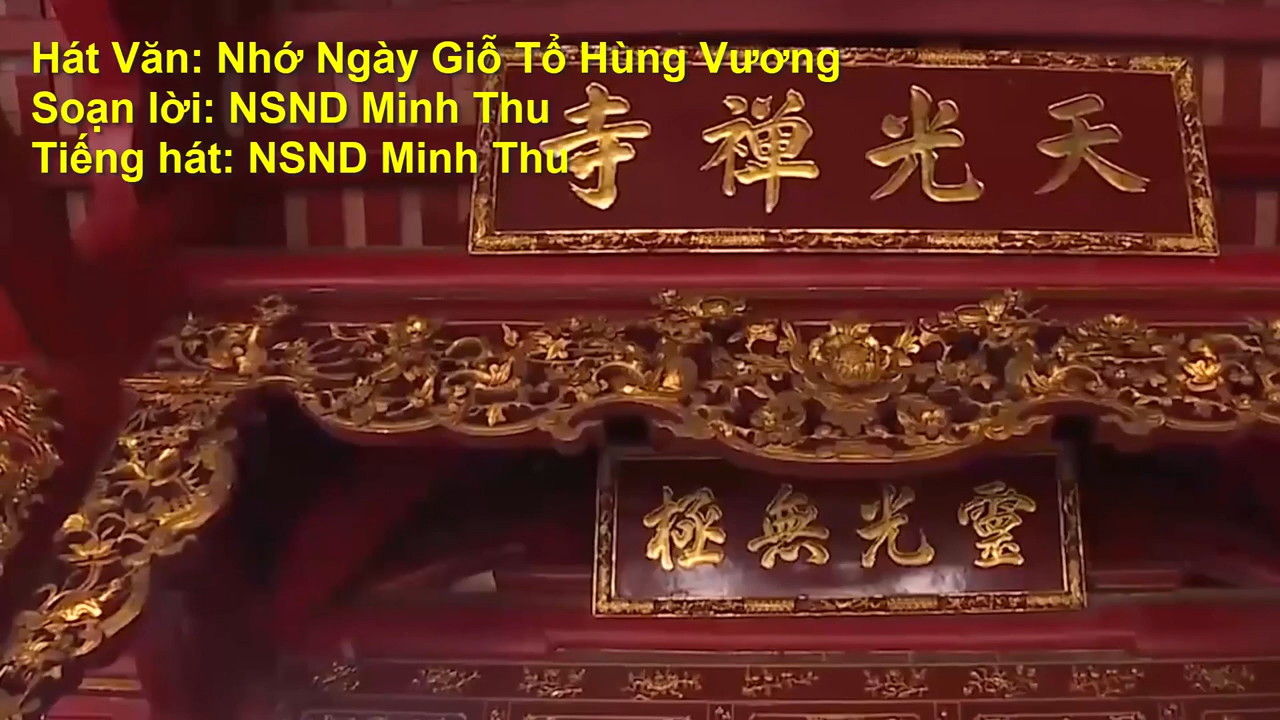 Hát Văn: Nhớ Ngày Giỗ Tổ Hùng Vương
Soạn lời: NSND Minh Thu
Tiếng hát: NSND Minh Thu
天光禪寺
靈光無極